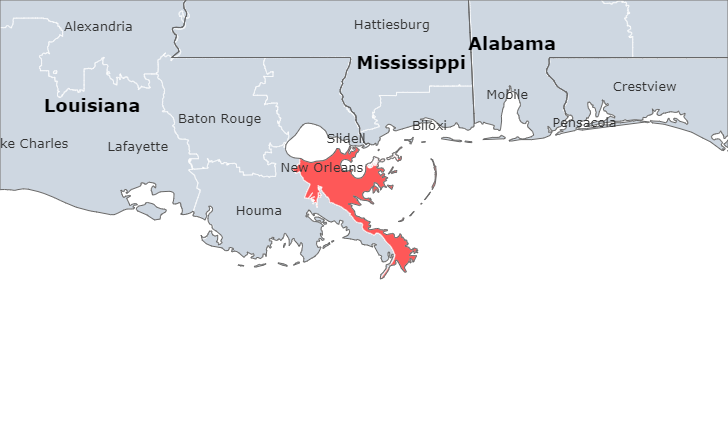 Alexandria
Hattiesburg
Alabama
Mississippi
Crestview
Louisiana
Mobile
Baton Rouge
Biloxi
Pensacola
Slidell
ke Charles
Lafayette
New Orleans
Houma